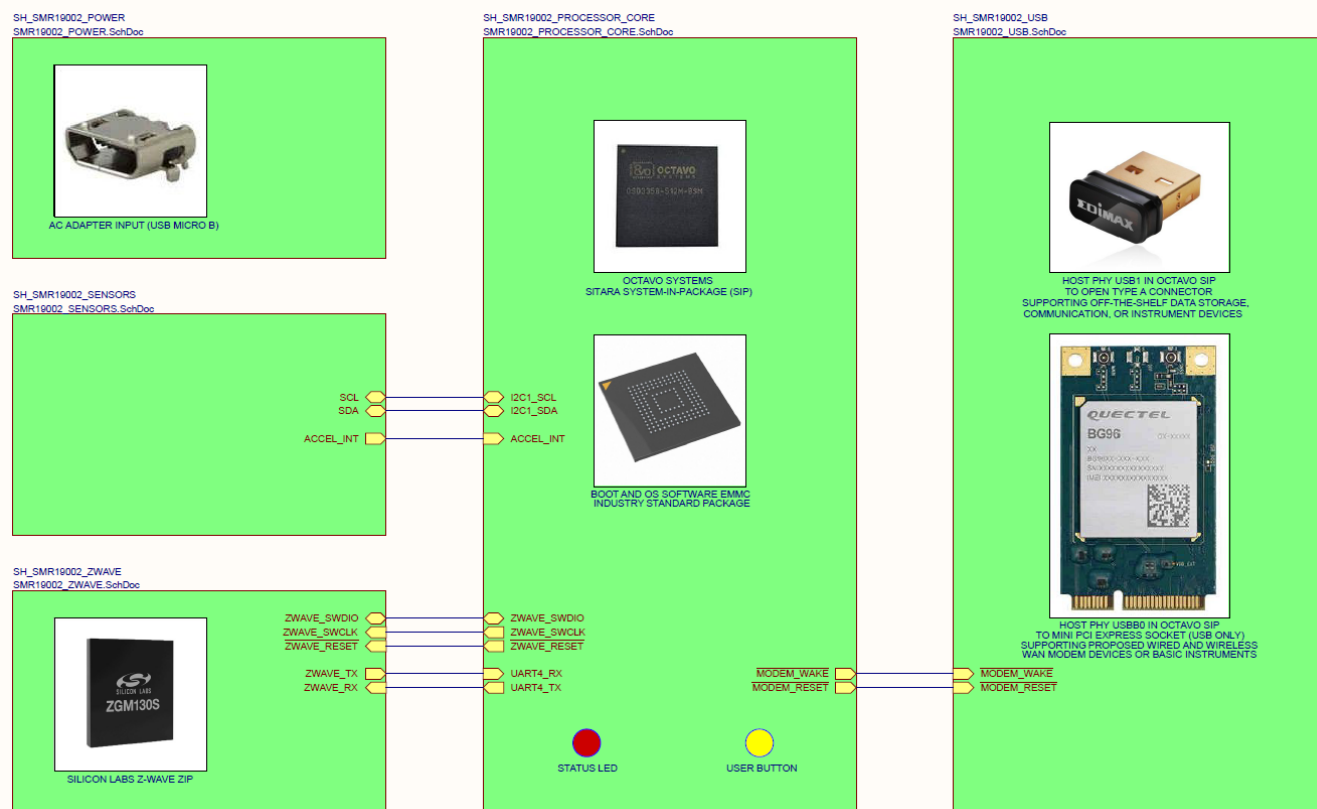 SH_SMR19002_POWER
SMR19002_POWER.SchDoc
AC ADAPTER INPUT (USB MICRO B)
SH_SMR19002_SENSORS
SMR19002_SENSORS.SchDoc
SCL
SDA
ACCEL_INT
SH_SMR19002_ZWAVE
SMR19002_ZWAVE.SchDoc
SILICON LABS
ZGM130S
ZWAVE_SWDIO
ZWAVE_SWCLK
ZWAVE_RESET
ZWAVE_TX
ZWAVE_RX
SILICON LABS Z-WAVE ZIP
SH_SMR19002_PROCESSOR_CORE
SMR19002_PROCESSOR_CORE.SchDoc
OCTAVO
SYSTEMS
OCTAVO SYSTEMS
SITARA SYSTEM-IN-PACKAGE (SIP)
I2C1_SCL
I2C1_SDA
ACCEL_INT
BOOT AND OS SOFTWARE EMMC
INDUSTRY STANDARD PACKAGE
ZWAVE_SWDIO
ZWAVE_SWCLK
ZWAVE_RESET
UART4_RX
UART4_TX
MODEM_WAKE
MODEM_RESET
STATUS LED
USER BUTTON
SH_SMR19002_USB
SMR19002_USB.SchDoc
EDIMAX
HOST PHY USB1 IN OCTAVO SIP
TO OPEN TYPE A CONNECTOR
SUPPORTING OFF-THE-SHELF DATA STORAGE,
COMMUNICATION, OR INSTRUMENT DEVICES
QUECTEL
BG96
HOST PHY USBB0 IN OCTAVO SIP
TO MINI PCI EXPRESS SOCKET (USB ONLY)
SUPPORTING PROPOSED WIRED AND WIRELESS
WAN MODEM DEVICES OR BASIC INSTRUMENTS
MODEM_WAKE
MODEM_RESET